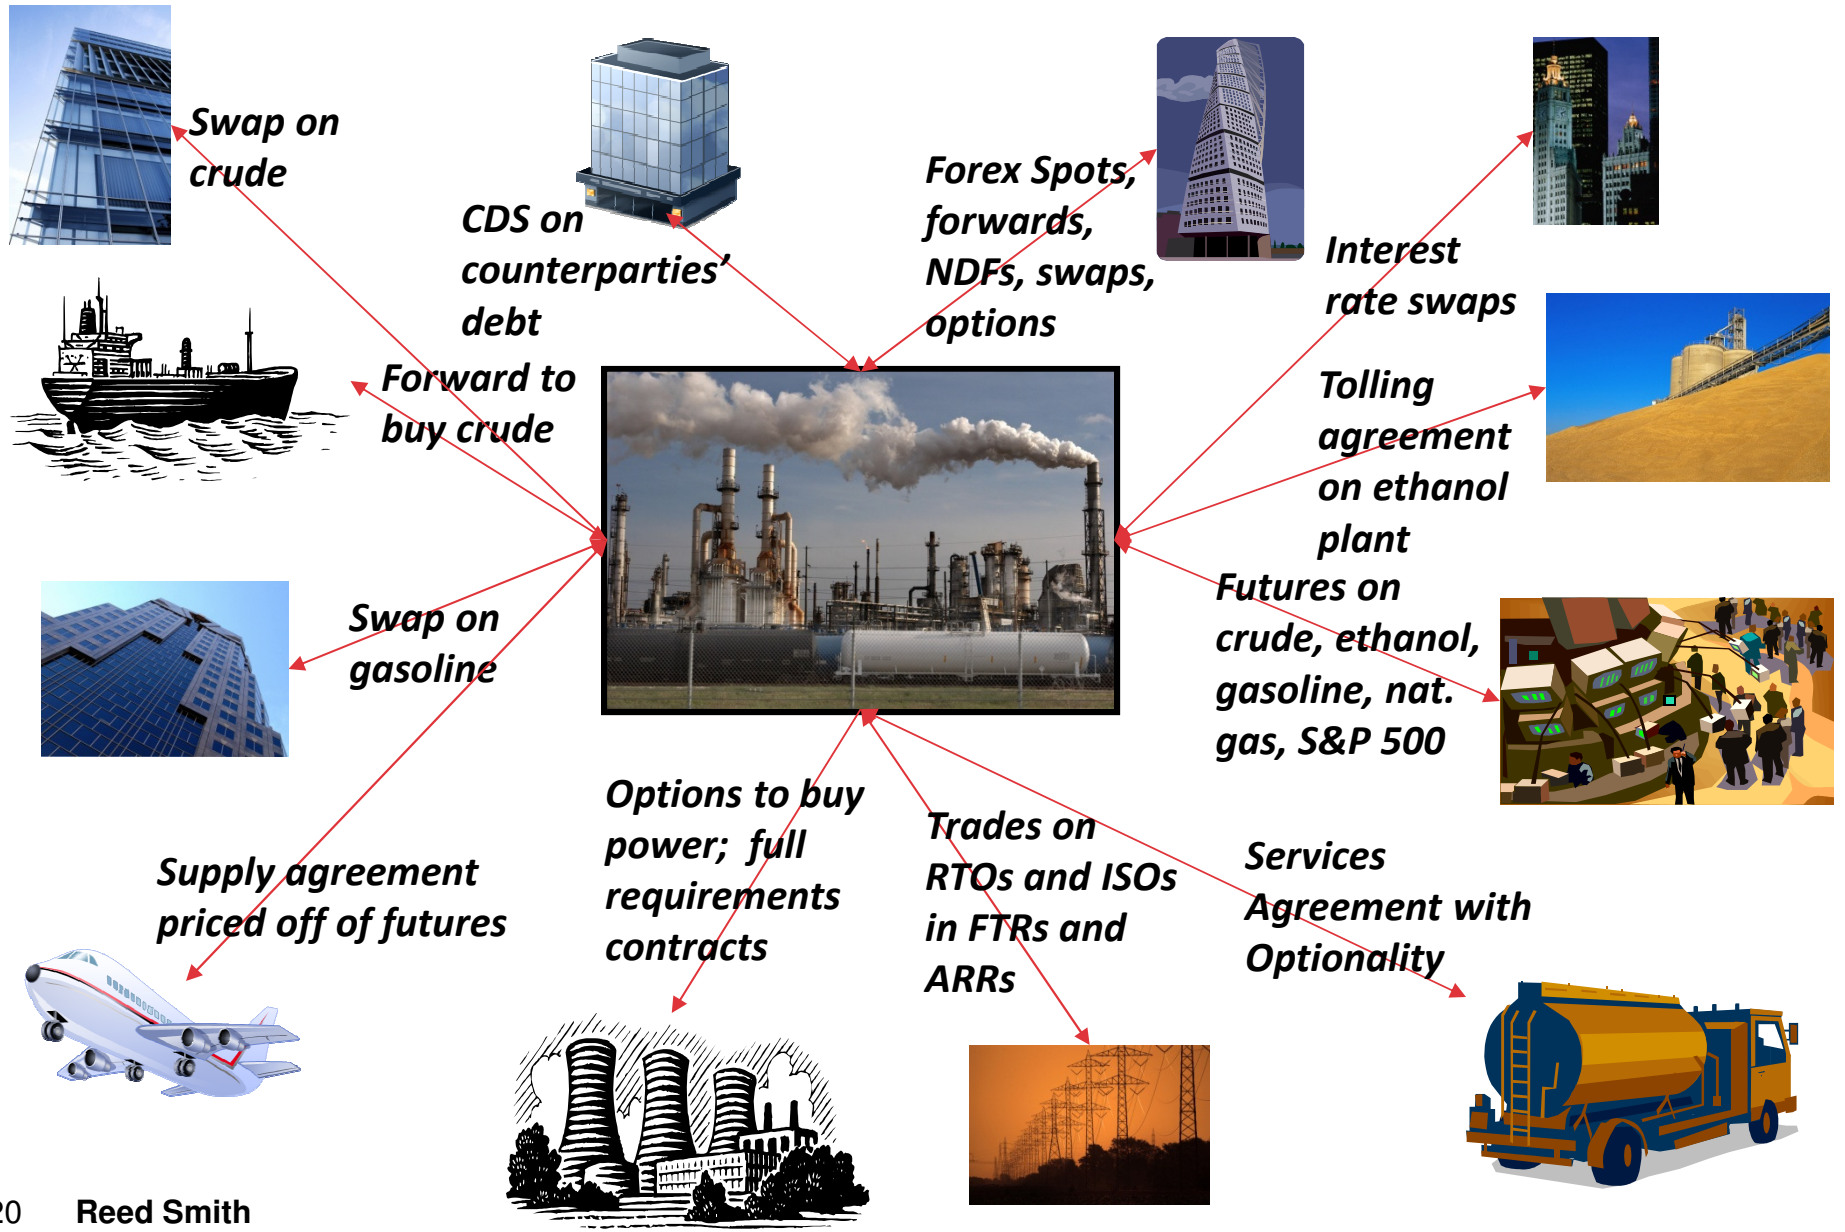 Swap on
crude
CDS on
counterparties’
debt
Forex Spots,
forwards,
NDFs, swaps,
options
Interest
rate swaps
Forward to
buy crude
Tolling
agreement
on ethanol
plant
Swap on
gasoline
Futures on
crude, ethanol,
gasoline, nat.
gas, S&P 500
Supply agreement
priced off of futures
Options to buy
power;  full
requirements
contracts
Trades on
RTOs and ISOs
in FTRs and
ARRs
Services
Agreement with
Optionality
20 Reed Smith